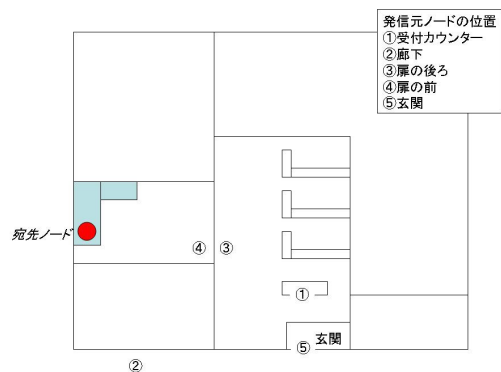 発信元ノードの位置
①受付カウンター
②廊下
③扉の後ろ
④扉の前
⑤玄関
宛先ノード
④ ③
①
玄関
⑤
②